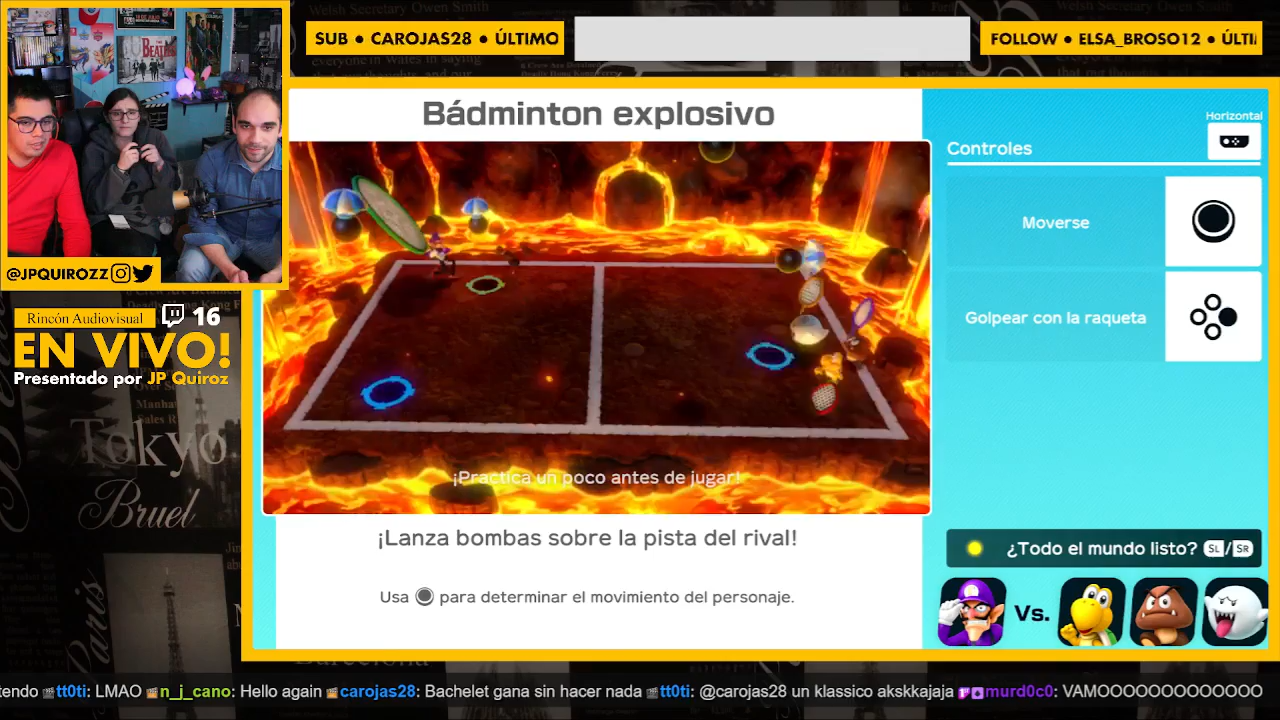 SUB • CAROJAS28 • ÚLTIMO
FOLLOW • ELSA_BROSO12 • ÚLTI
Bádminton explosivo
Horizontal
Controles
Moverse
Golpear con la raqueta
@JPQUIROZZ
Rincón Audiovisual 16
EN VIVO!
Presentado por JP Quiroz
¡Practica un poco antes de jugar!
¡Lanza bombas sobre la pista del rival!
¿Todo el mundo listo? SL/SR
Usa para determinar el movimiento del personaje.
Vs.
Tokyo
Bruel
Paris
Barcelona
tendo tt0ti: LMAO n_j_cano: Hello again carojas28: Bachelet gana sin hacer nada tt0ti: @carojas28 un klassico akskkajaja murd0c0: VAMOOOOOOOOOOOOO